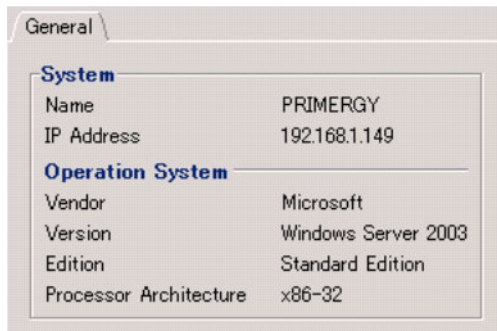 General
System
Name PRIMERGY
IP Address 192.168.1.149
Operation System
Vendor Microsoft
Version Windows Server 2003
Edition Standard Edition
Processor Architecture x86-32